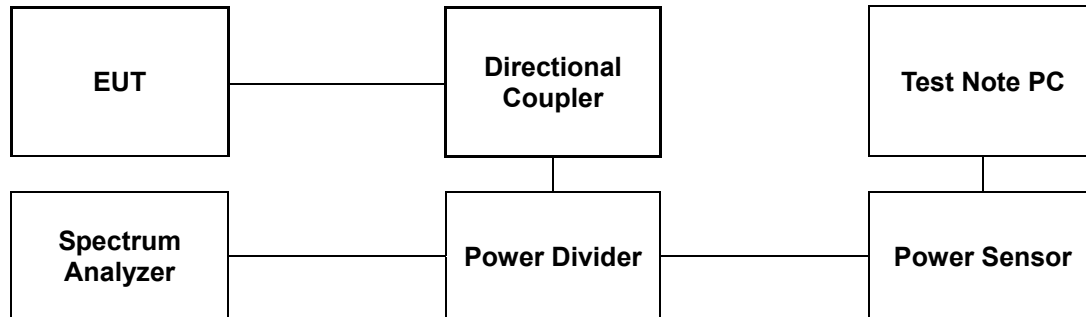 EUT
Directional
Coupler
Test Note PC
Spectrum
Analyzer
Power Divider
Power Sensor